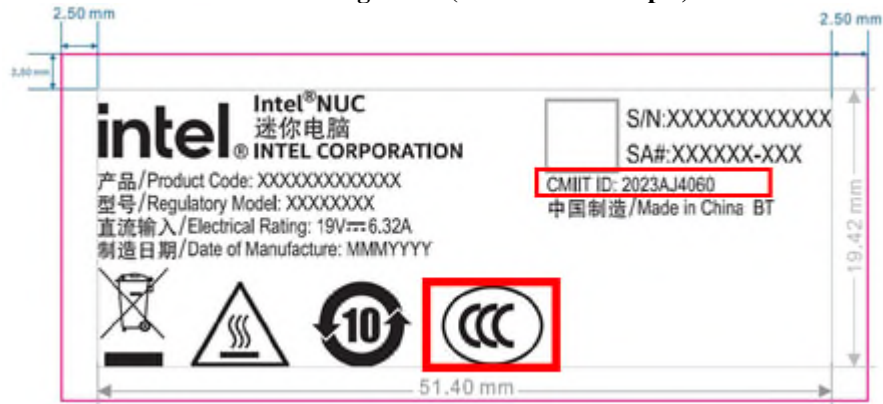 2.50 mm
2.50 mm
intel®
Intel®NUC
迷你电脑
INTEL CORPORATION
S/N:XXXXXXXXXXXX
SA#:XXXXXX-XXX
CMIIT ID: 2023AJ4060
中国制造/Made in China BT
产品/Product Code: XXXXXXXXXXXXX
型号/Regulatory Model: XXXXXXXX
直流输入/Electrical Rating: 19V⎓6.32A
制造日期/Date of Manufacture: MMMYYYY
10
CCC
19.42 mm
51.40 mm